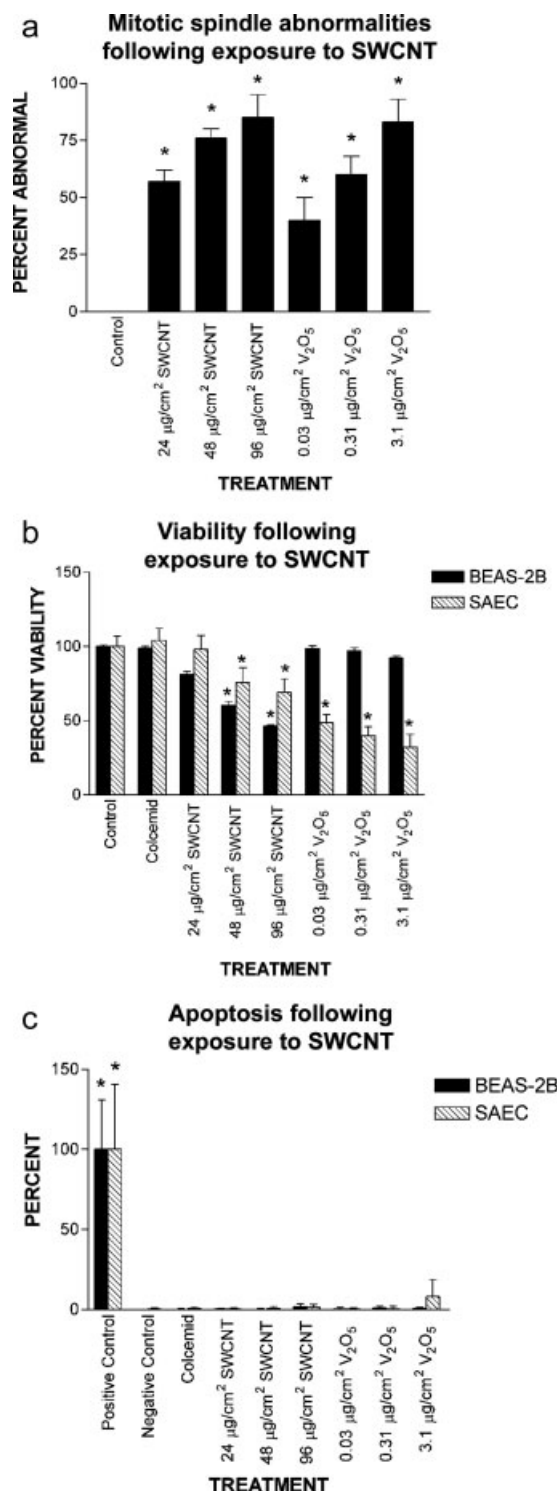 a
Mitotic spindle abnormalities
following exposure to SWCNT
PERCENT ABNORMAL
100
75
50
25
0
Control
24 µg/cm² SWCNT
48 µg/cm² SWCNT
96 µg/cm² SWCNT
0.03 µg/cm² V₂O₅
0.31 µg/cm² V₂O₅
3.1 µg/cm² V₂O₅
* * * * * *
TREATMENT
b
Viability following
exposure to SWCNT
BEAS-2B
SAEC
PERCENT VIABILITY
150
100
50
0
* * * * * * *
Control
Colcemid
24 µg/cm² SWCNT
48 µg/cm² SWCNT
96 µg/cm² SWCNT
0.03 µg/cm² V₂O₅
0.31 µg/cm² V₂O₅
3.1 µg/cm² V₂O₅
TREATMENT
c
Apoptosis following
exposure to SWCNT
BEAS-2B
SAEC
PERCENT
150
100
50
0
* *
Positive Control
Negative Control
Colcemid
24 µg/cm² SWCNT
48 µg/cm² SWCNT
96 µg/cm² SWCNT
0.03 µg/cm² V₂O₅
0.31 µg/cm² V₂O₅
3.1 µg/cm² V₂O₅
TREATMENT